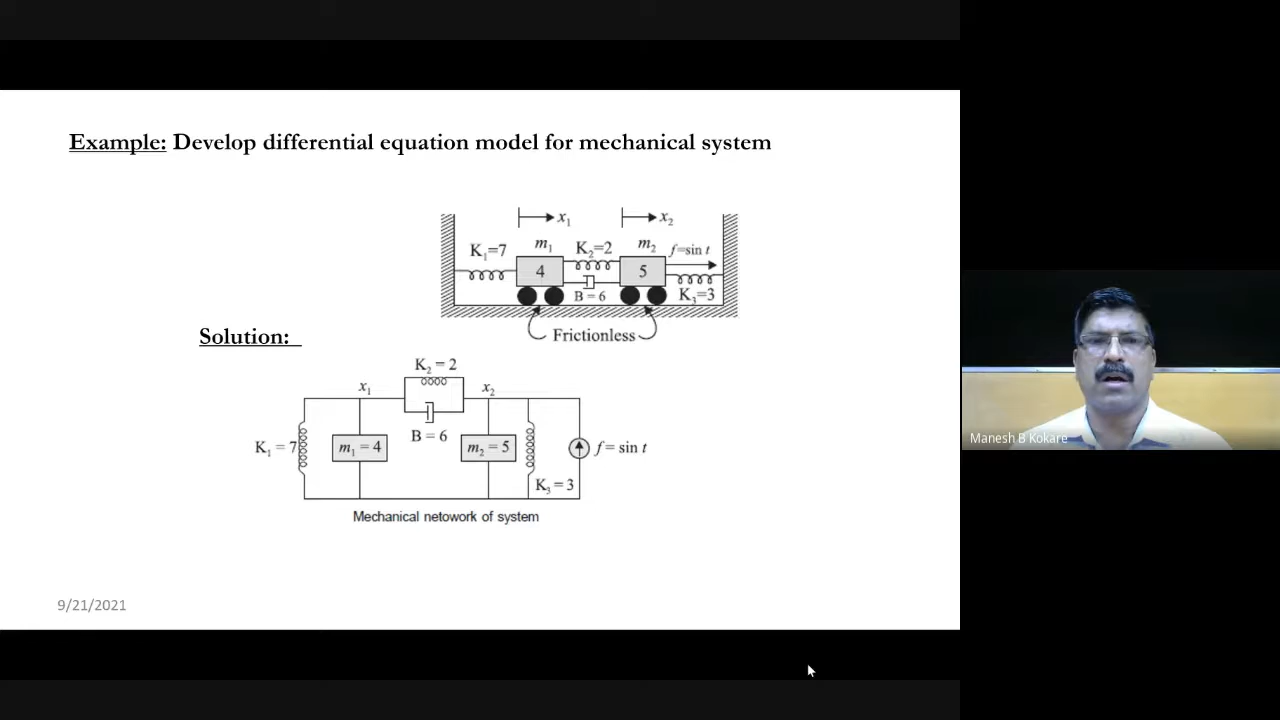 Example: Develop differential equation model for mechanical system
x₁ x₂
K₁=7 m₁ K₂=2 m₂ f=sin t
4 5
B = 6 K₃=3
Frictionless
Solution:
K₂ = 2
x₁ x₂
B = 6
K₁ = 7 m₁ = 4 m₂ = 5 f = sin t
K₃ = 3
Mechanical netowork of system
9/21/2021
Manesh B Kokare